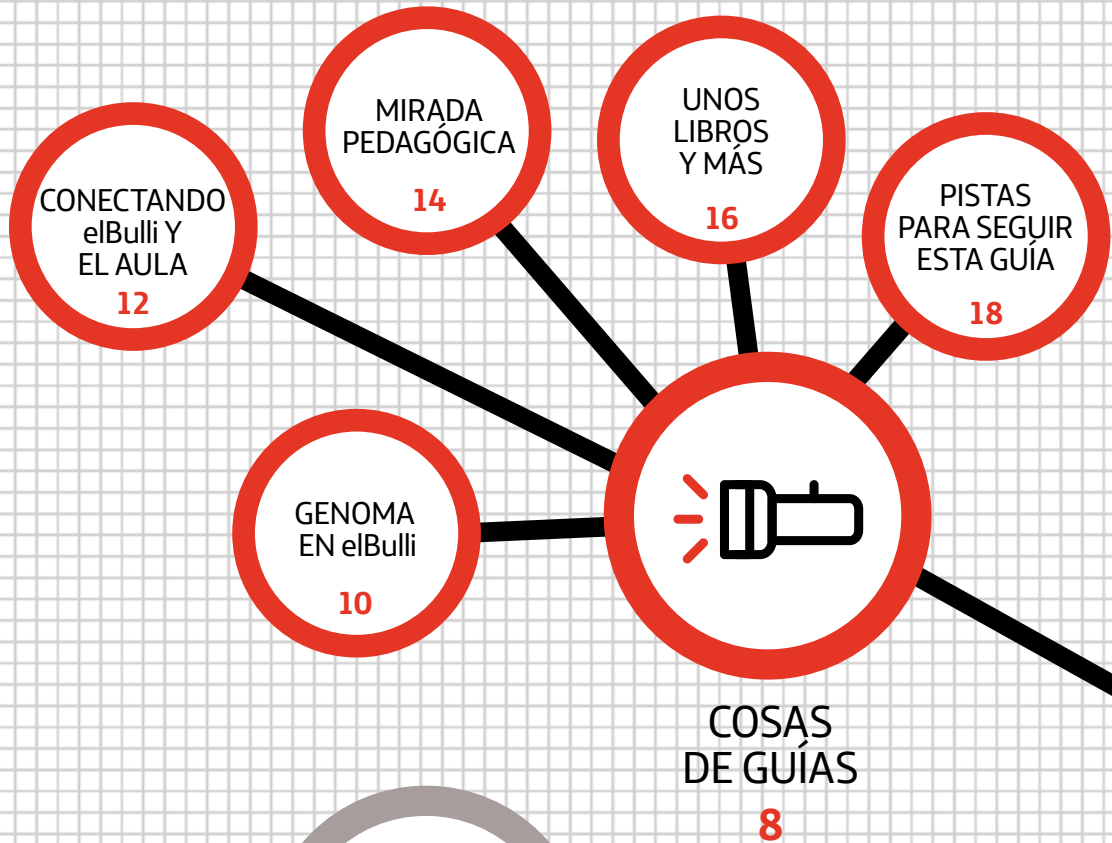 CONECTANDO
elBulli Y
EL AULA
12
MIRADA
PEDAGÓGICA
14
UNOS
LIBROS
Y MÁS
16
PISTAS
PARA SEGUIR
ESTA GUÍA
18
GENOMA
EN elBulli
10
COSAS
DE GUÍAS
8